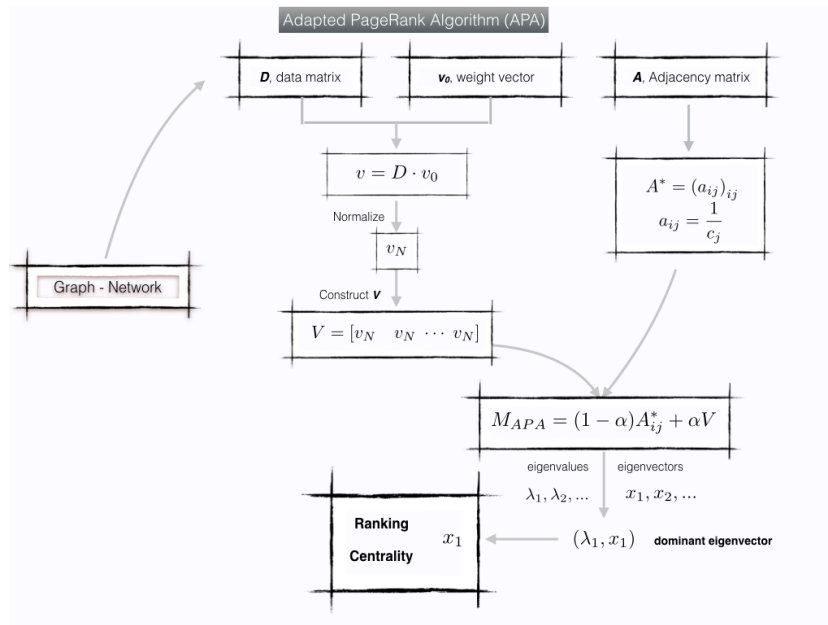 Adapted PageRank Algorithm (APA)
D, data matrix
v₀, weight vector
A, Adjacency matrix
v = D · v₀
A* = (aᵢⱼ)ᵢⱼ
aᵢⱼ = 1/cⱼ
Normalize
v_N
Graph - Network
Construct V
V = [v_N v_N ⋯ v_N]
M_APA = (1 − α)A*ᵢⱼ + αV
eigenvalues eigenvectors
λ₁, λ₂, ... x₁, x₂, ...
Ranking
Centrality
x₁
(λ₁, x₁) dominant eigenvector